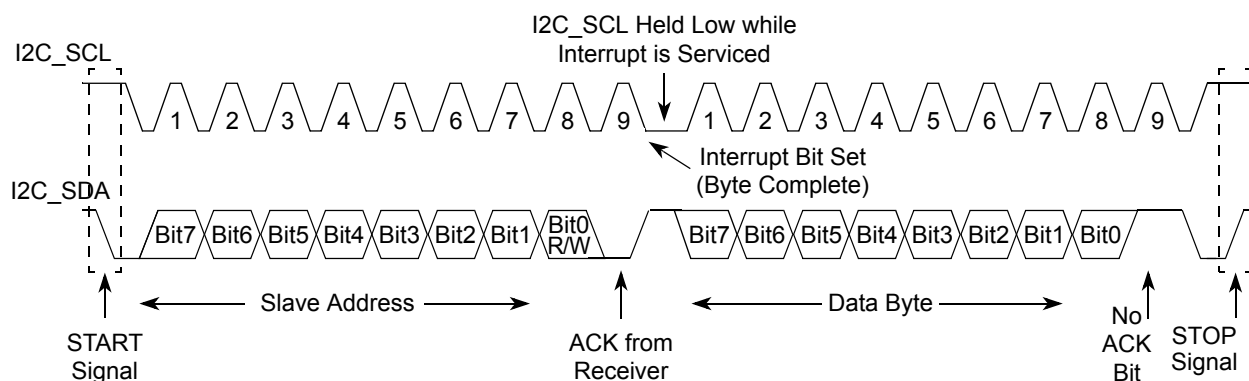 I2C_SCL Held Low while
Interrupt is Serviced
I2C_SCL
1 2 3 4 5 6 7 8 9 1 2 3 4 5 6 7 8 9
Interrupt Bit Set
(Byte Complete)
I2C_SDA
Bit7 Bit6 Bit5 Bit4 Bit3 Bit2 Bit1 Bit0 R/W Bit7 Bit6 Bit5 Bit4 Bit3 Bit2 Bit1 Bit0
Slave Address
Data Byte
START
Signal
ACK from
Receiver
No
ACK
Bit
STOP
Signal